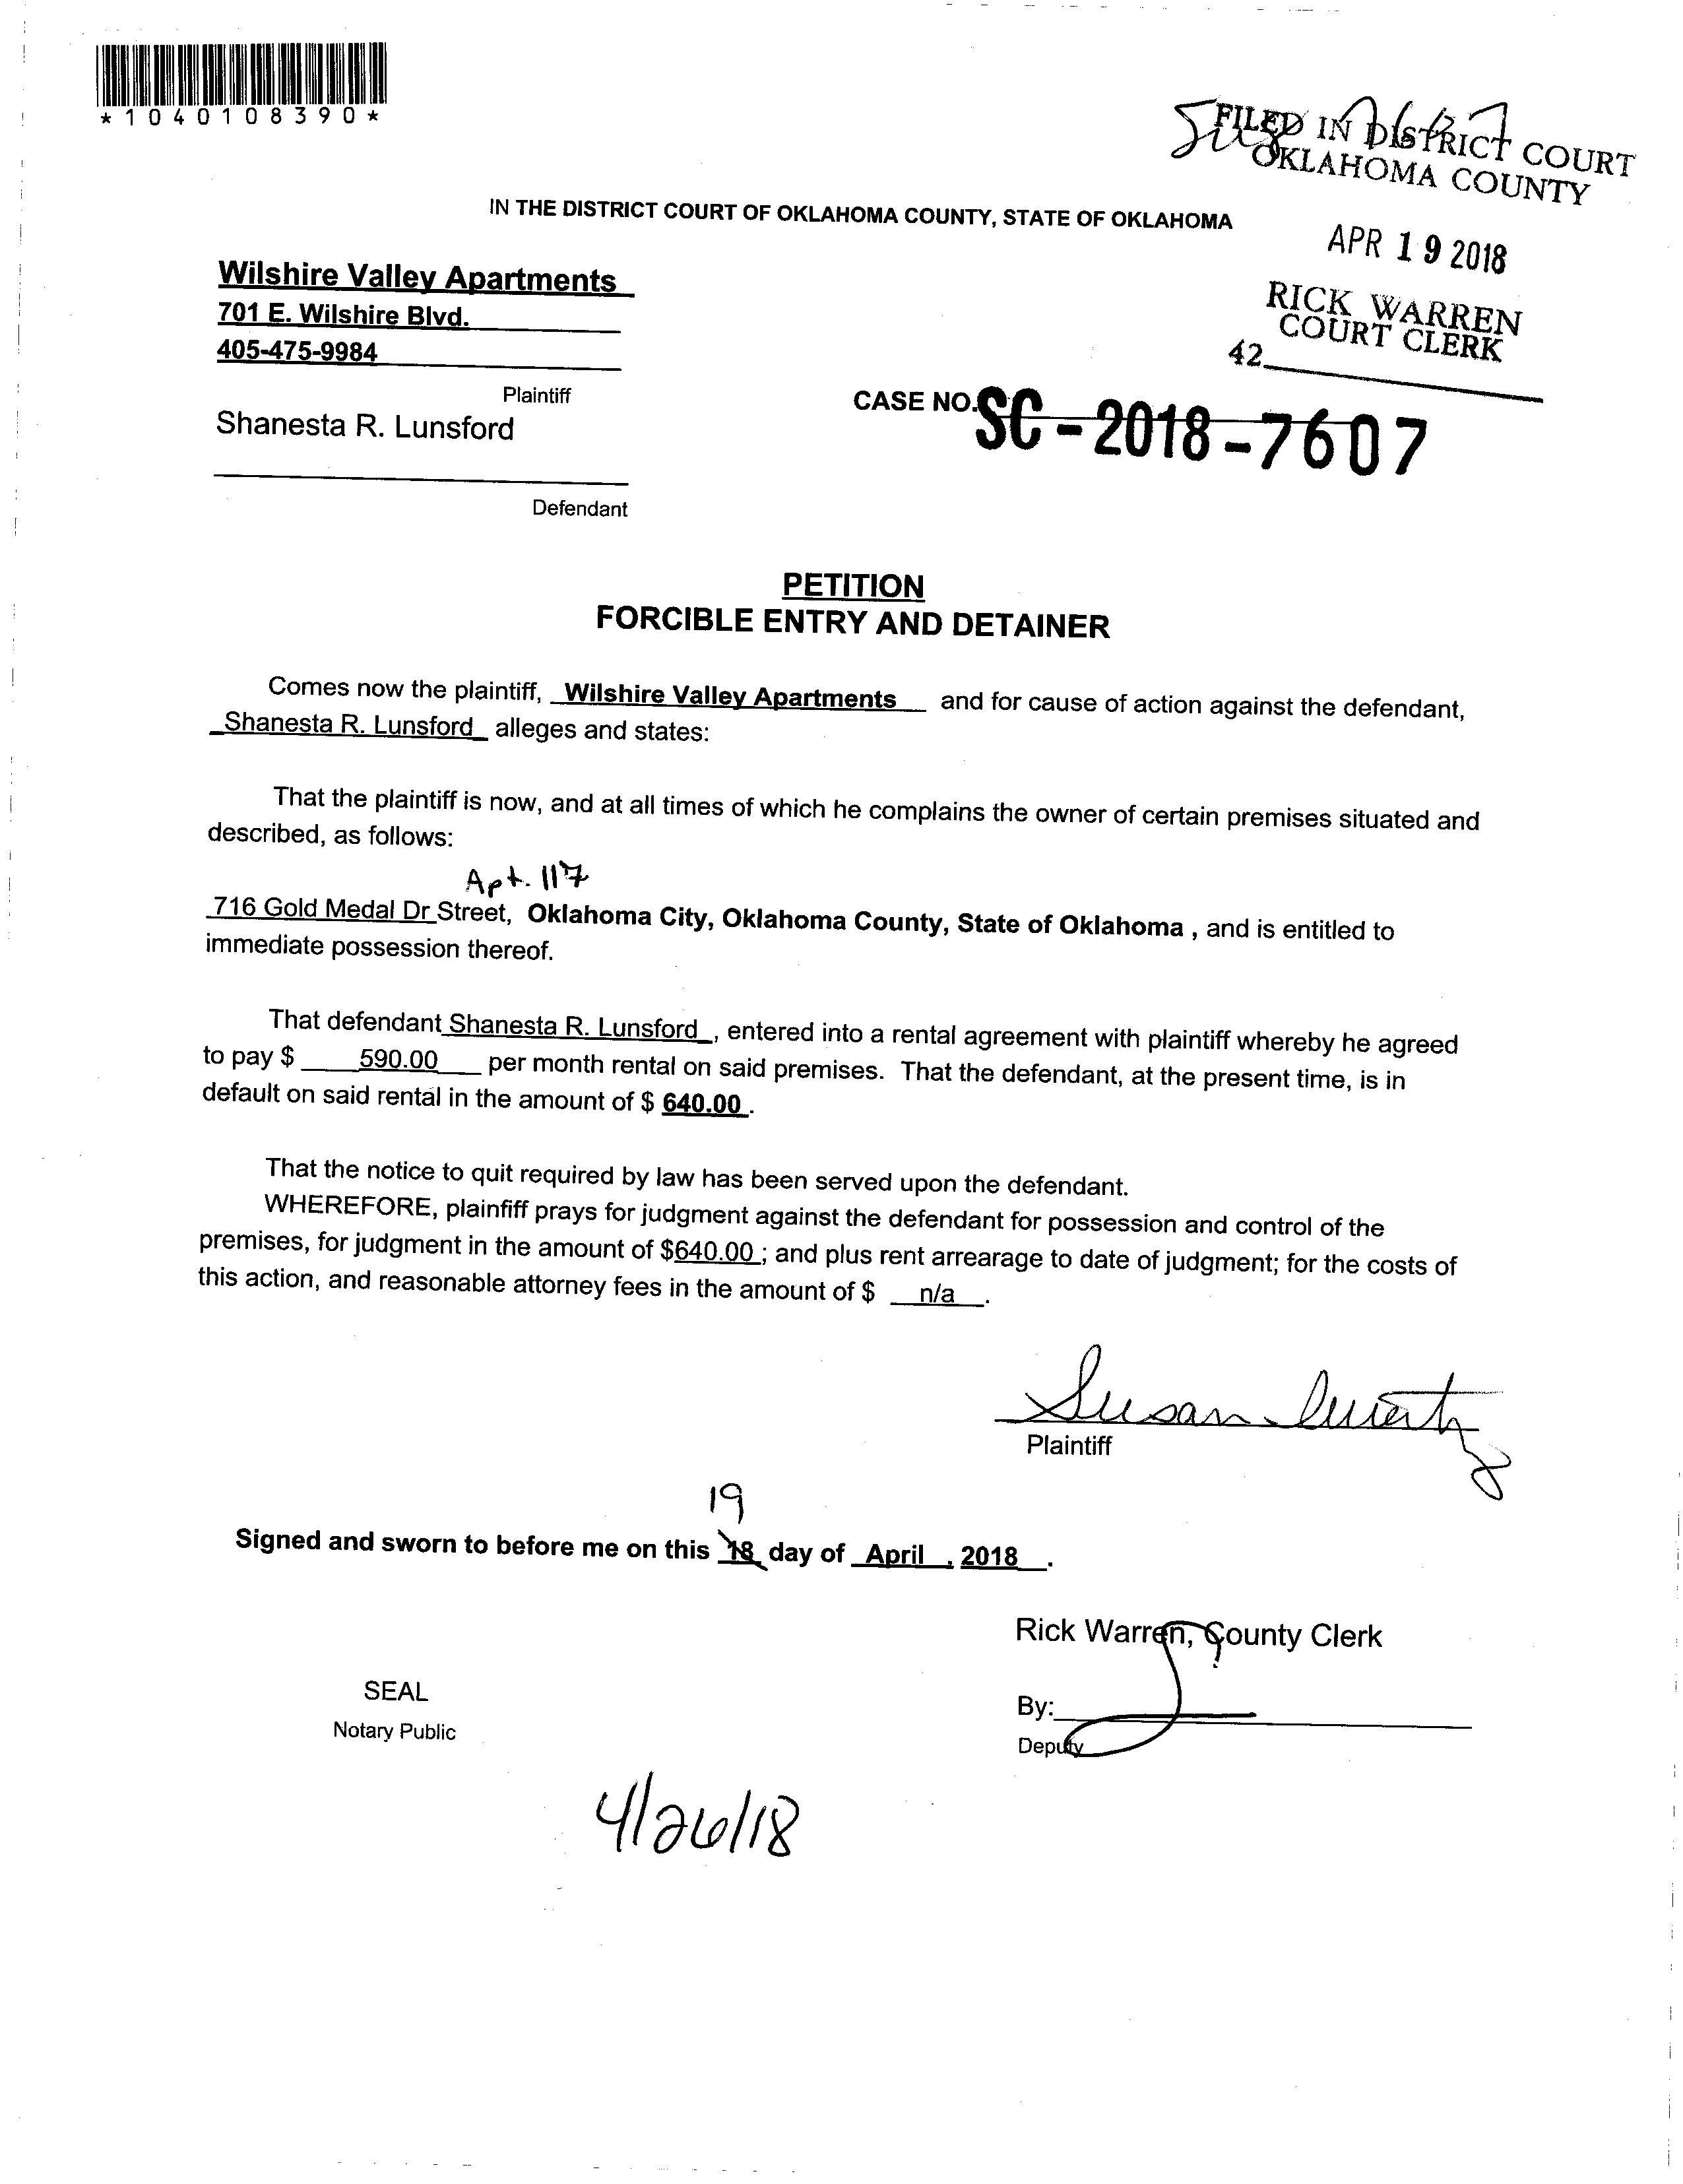 *1040108390*
FILED IN DISTRICT COURT
OKLAHOMA COUNTY
IN THE DISTRICT COURT OF OKLAHOMA COUNTY, STATE OF OKLAHOMA
APR 19 2018
Wilshire Valley Apartments
701 E. Wilshire Blvd.
405-475-9984
RICK WARREN
COURT CLERK
42
Plaintiff
CASE NO. SC-2018-7607
Shanesta R. Lunsford
Defendant
PETITION
FORCIBLE ENTRY AND DETAINER
Comes now the plaintiff, Wilshire Valley Apartments and for cause of action against the defendant,
Shanesta R. Lunsford alleges and states:
That the plaintiff is now, and at all times of which he complains the owner of certain premises situated and
described, as follows:
Apt. 117
716 Gold Medal Dr Street, Oklahoma City, Oklahoma County, State of Oklahoma , and is entitled to
immediate possession thereof.
That defendant Shanesta R. Lunsford , entered into a rental agreement with plaintiff whereby he agreed
to pay $ 590.00 per month rental on said premises. That the defendant, at the present time, is in
default on said rental in the amount of $ 640.00 .
That the notice to quit required by law has been served upon the defendant.
WHEREFORE, plainfiff prays for judgment against the defendant for possession and control of the
premises, for judgment in the amount of $640.00 ; and plus rent arrearage to date of judgment; for the costs of
this action, and reasonable attorney fees in the amount of $ n/a .
Susan
Plaintiff
19
Signed and sworn to before me on this 18 day of April , 2018 .
Rick Warren, County Clerk
SEAL
By:
Notary Public
Deputy
4/26/18